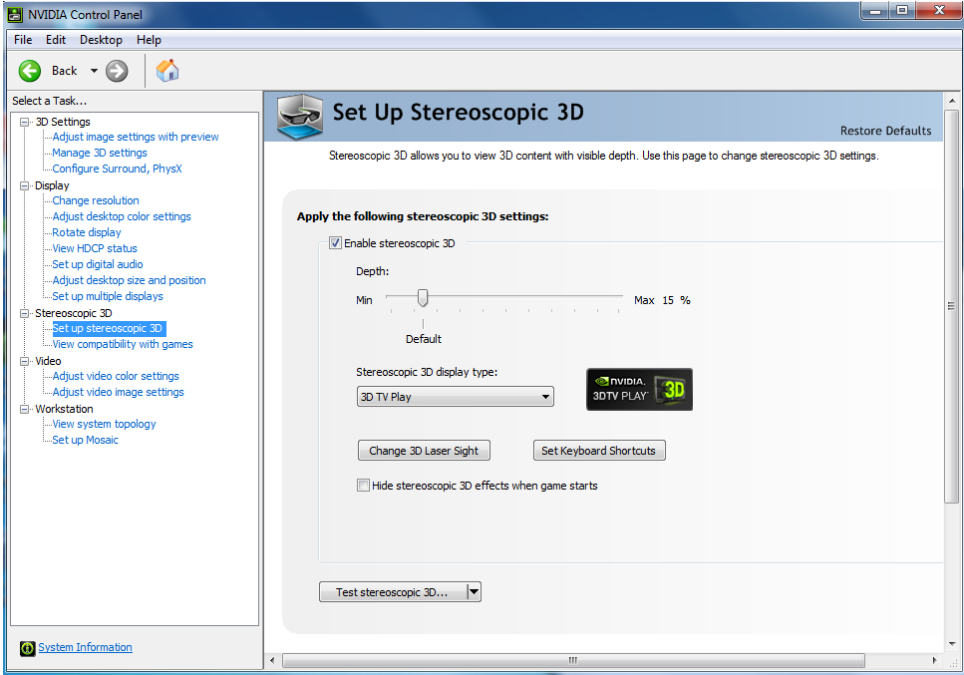 NVIDIA Control Panel
File Edit Desktop Help
Back
Select a Task...
3D Settings
Adjust image settings with preview
Manage 3D settings
Configure Surround, PhysX
Display
Change resolution
Adjust desktop color settings
Rotate display
View HDCP status
Set up digital audio
Adjust desktop size and position
Set up multiple displays
Stereoscopic 3D
Set up stereoscopic 3D
View compatibility with games
Video
Adjust video color settings
Adjust video image settings
Workstation
View system topology
Set up Mosaic
System Information
Set Up Stereoscopic 3D
Restore Defaults
Stereoscopic 3D allows you to view 3D content with visible depth. Use this page to change stereoscopic 3D settings.
Apply the following stereoscopic 3D settings:
Enable stereoscopic 3D
Depth:
Min Max 15 %
Default
Stereoscopic 3D display type:
3D TV Play
NVIDIA.
3DTV PLAY 3D
Change 3D Laser Sight Set Keyboard Shortcuts
Hide stereoscopic 3D effects when game starts
Test stereoscopic 3D...